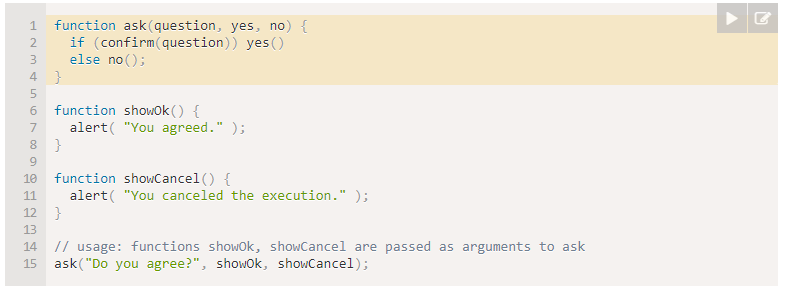 1 function ask(question, yes, no) {
2   if (confirm(question)) yes()
3   else no();
4 }
5
6 function showOk() {
7   alert( "You agreed." );
8 }
9
10 function showCancel() {
11   alert( "You canceled the execution." );
12 }
13
14 // usage: functions showOk, showCancel are passed as arguments to ask
15 ask("Do you agree?", showOk, showCancel);